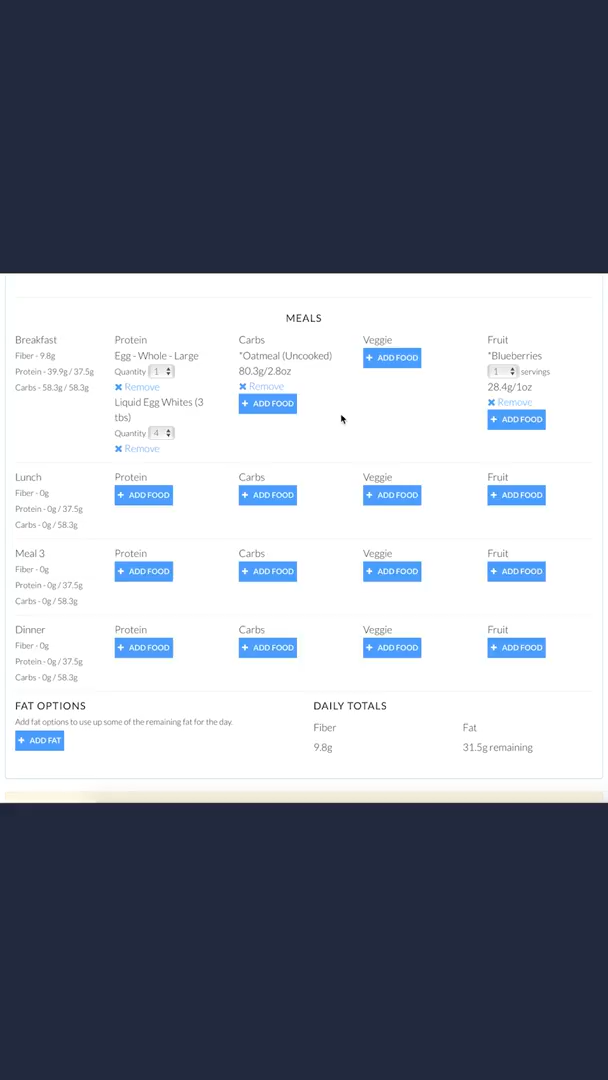 MEALS
Breakfast
Fiber - 9.8g
Protein - 39.9g / 37.5g
Carbs - 58.3g / 58.3g
Protein
Egg - Whole - Large
Quantity 1
Remove
Liquid Egg Whites (3
tbs)
Quantity 4
Remove
Carbs
*Oatmeal (Uncooked)
80.3g/2.8oz
Remove
+ ADD FOOD
Veggie
+ ADD FOOD
Fruit
*Blueberries
1 servings
28.4g/1oz
Remove
+ ADD FOOD
Lunch
Fiber - 0g
Protein - 0g / 37.5g
Carbs - 0g / 58.3g
Protein
+ ADD FOOD
Carbs
+ ADD FOOD
Veggie
+ ADD FOOD
Fruit
+ ADD FOOD
Meal 3
Fiber - 0g
Protein - 0g / 37.5g
Carbs - 0g / 58.3g
Protein
+ ADD FOOD
Carbs
+ ADD FOOD
Veggie
+ ADD FOOD
Fruit
+ ADD FOOD
Dinner
Fiber - 0g
Protein - 0g / 37.5g
Carbs - 0g / 58.3g
Protein
+ ADD FOOD
Carbs
+ ADD FOOD
Veggie
+ ADD FOOD
Fruit
+ ADD FOOD
FAT OPTIONS
Add fat options to use up some of the remaining fat for the day.
+ ADD FAT
DAILY TOTALS
Fiber
9.8g
Fat
31.5g remaining